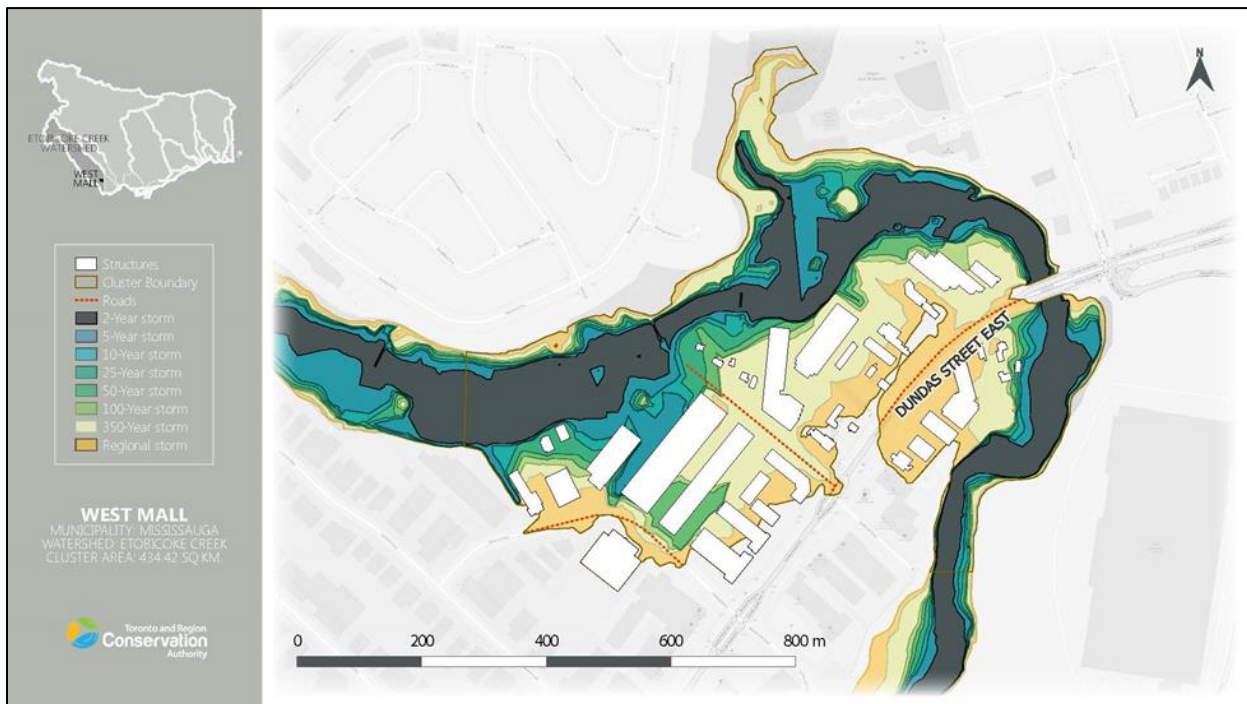 ETOBICOKE CREEK
WATERSHED
WEST
MALL
Structures
Cluster Boundary
Roads
2-Year storm
5-Year storm
10-Year storm
25-Year storm
50-Year storm
100-Year storm
350-Year storm
Regional storm
WEST MALL
MUNICIPALITY: MISSISSAUGA
WATERSHED: ETOBICOKE CREEK
CLUSTER AREA: 434.42 SQ KM.
Toronto and Region
Conservation
Authority
N
DUNDAS STREET EAST
0 200 400 600 800 m